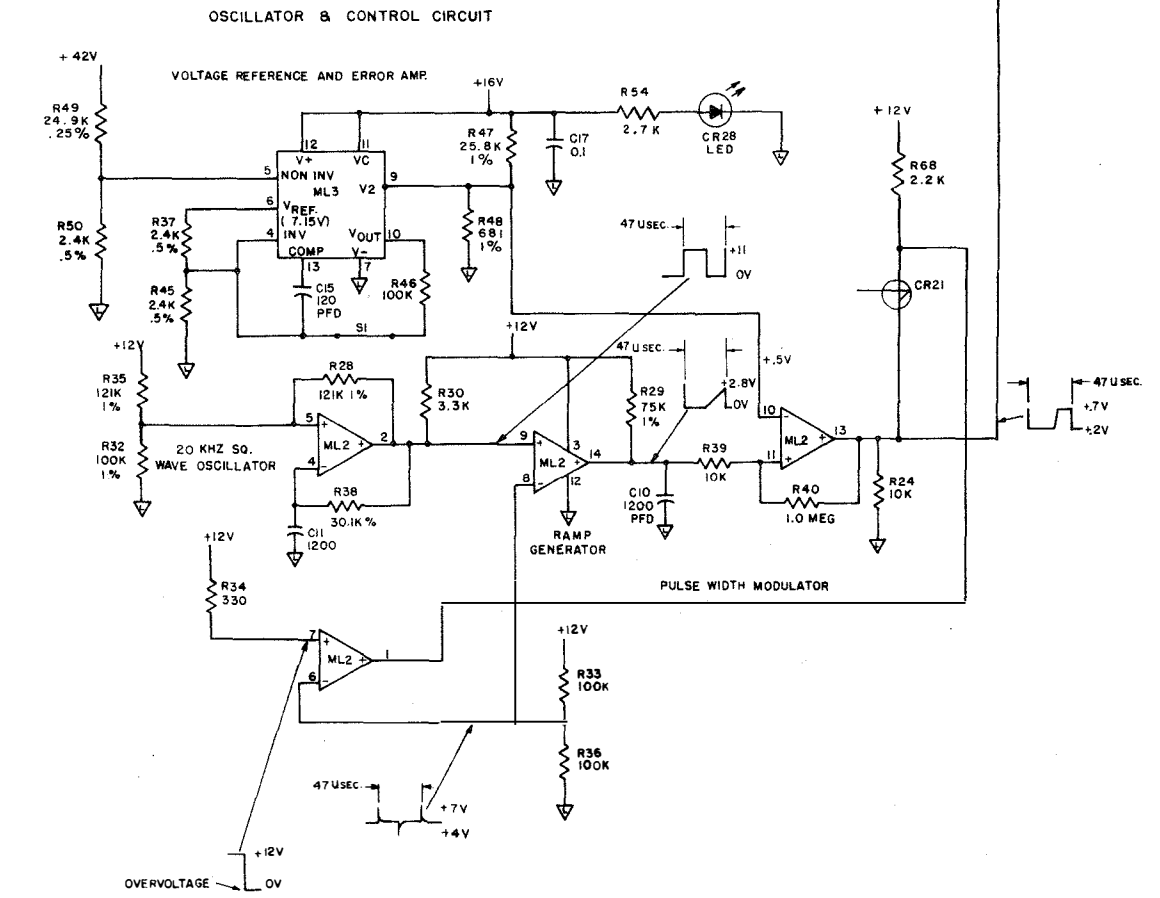 OSCILLATOR & CONTROL CIRCUIT
+ 42V
VOLTAGE REFERENCE AND ERROR AMP.
+16V
R49
24.9K
.25%
R50
2.4K
.5%
R37
2.4K
.5%
R45
2.4K
.5%
12
V+
11
VC
5
NON INV
ML3
V2
9
6
VREF.
(7.15V)
4
INV
VOUT
10
COMP
V-
13
7
C15
120
PFD
S1
R46
100K
R47
25.8K
1%
R48
681
1%
C17
0.1
R54
2.7K
CR28
LED
+12V
R68
2.2K
CR21
47 USEC.
+11
0V
+12V
R35
121K
1%
R32
100K
1%
20 KHZ SQ.
WAVE OSCILLATOR
R28
121K 1%
5
+
ML2
+
2
4
-
R38
30.1K %
C11
1200
R30
3.3K
+12V
9
+
ML2
3
+
14
8
-
12
RAMP
GENERATOR
R29
75K
1%
47 USEC.
+2.8V
0V
C10
1200
PFD
R39
10K
+.5V
10
-
ML2
+
13
11
+
R40
1.0 MEG
R24
10K
47 USEC.
+.7V
+.2V
PULSE WIDTH MODULATOR
+12V
R34
330
7
+
ML2
+
1
6
-
+12V
R33
100K
R36
100K
47 USEC.
+7V
+4V
+12V
OVERVOLTAGE
0V